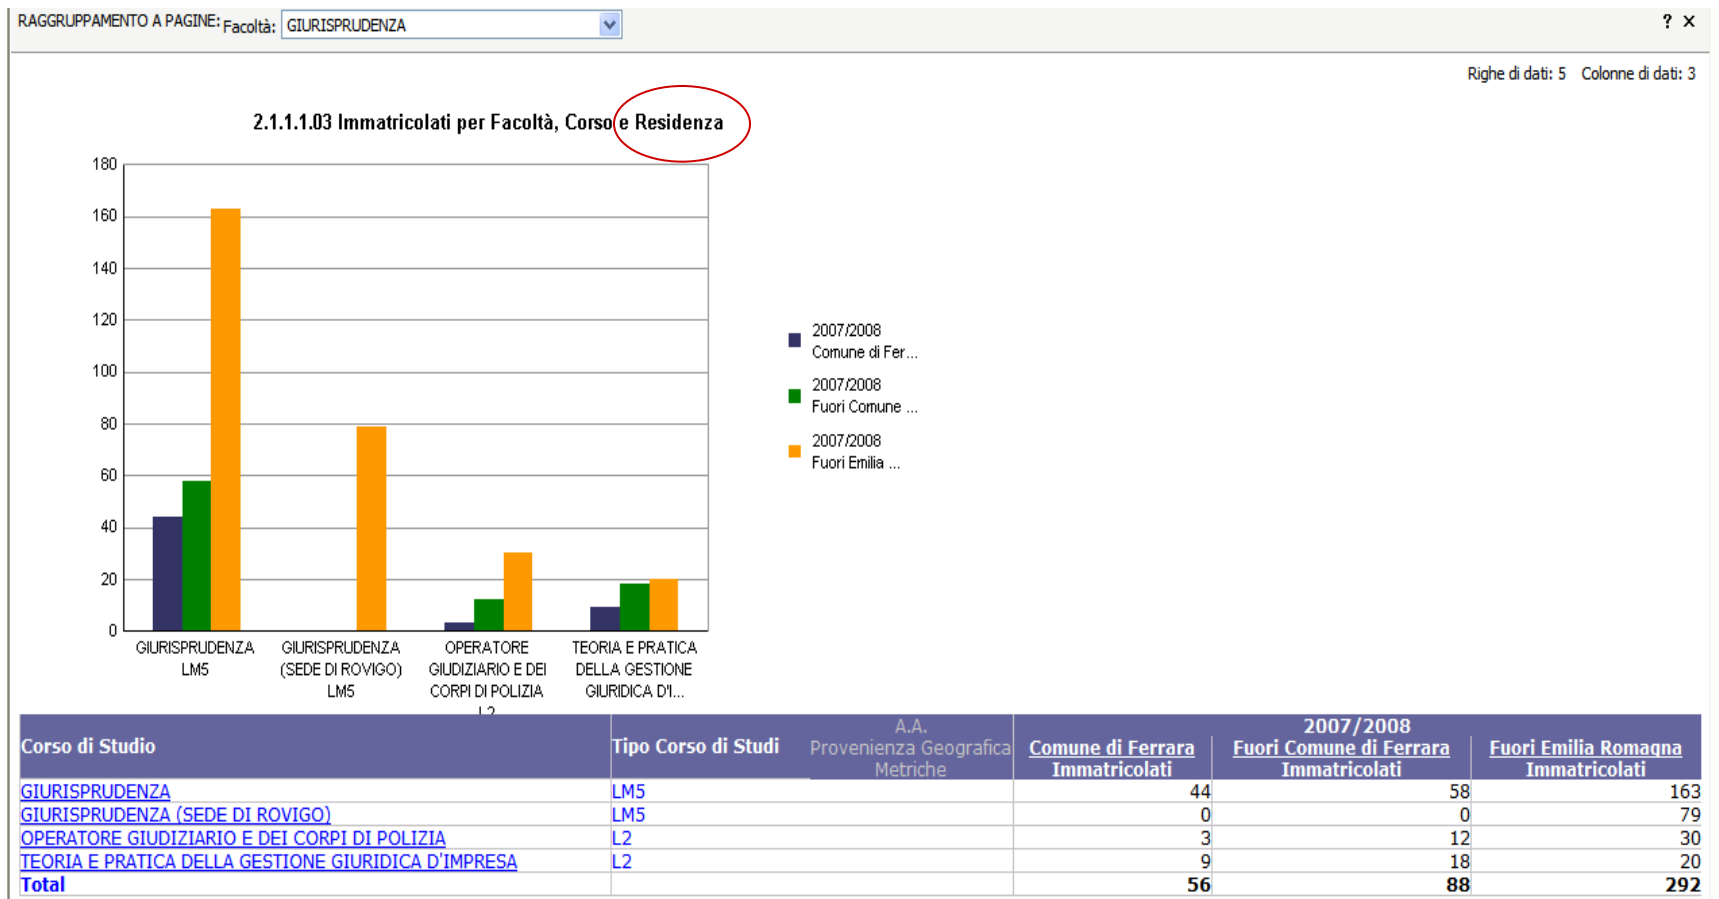 RAGGRUPPAMENTO A PAGINE: Facoltà: GIURISPRUDENZA ? ×
Righe di dati: 5 Colonne di dati: 3
2.1.1.1.03 Immatricolati per Facoltà, Corso e Residenza
180
160
140
120
100
80
60
40
20
0
2007/2008
Comune di Fer...
2007/2008
Fuori Comune ...
2007/2008
Fuori Emilia ...
GIURISPRUDENZA
LM5
GIURISPRUDENZA
(SEDE DI ROVIGO)
LM5
OPERATORE
GIUDIZIARIO E DEI
CORPI DI POLIZIA
L2
TEORIA E PRATICA
DELLA GESTIONE
GIURIDICA D'I...
Corso di Studio Tipo Corso di Studi
A.A.
Provenienza Geografica
Metriche
2007/2008
Comune di Ferrara Fuori Comune di Ferrara Fuori Emilia Romagna
Immatricolati Immatricolati Immatricolati
GIURISPRUDENZA LM5 44 58 163
GIURISPRUDENZA (SEDE DI ROVIGO) LM5 0 0 79
OPERATORE GIUDIZIARIO E DEI CORPI DI POLIZIA L2 3 12 30
TEORIA E PRATICA DELLA GESTIONE GIURIDICA D'IMPRESA L2 9 18 20
Total 56 88 292